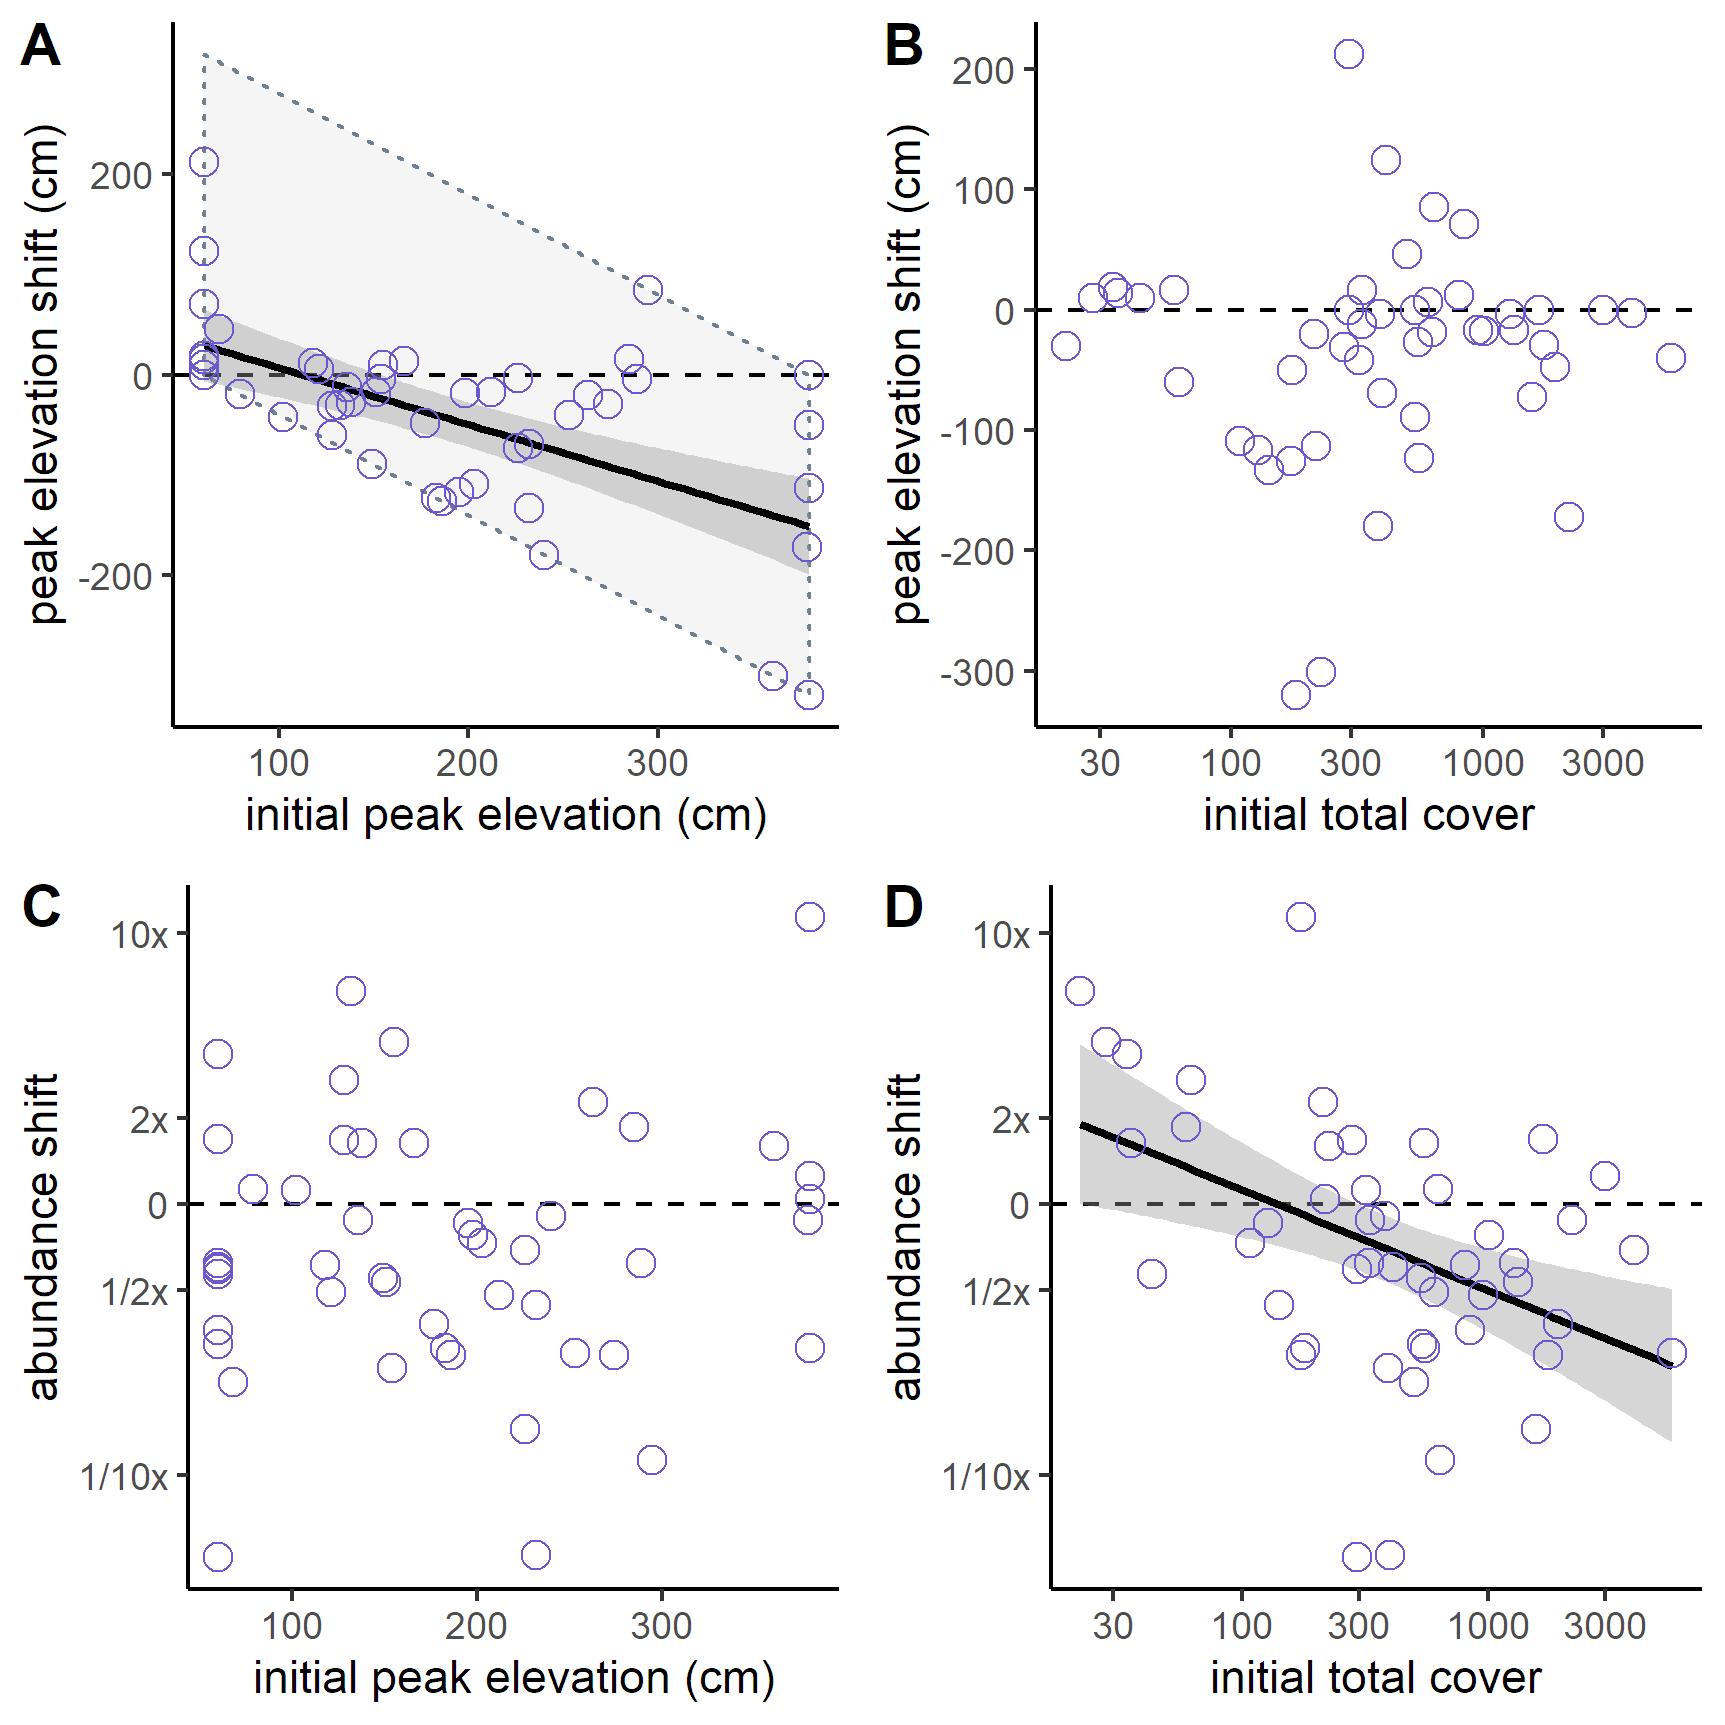 A
peak elevation shift (cm)
200
0
-200
100 200 300
initial peak elevation (cm)
B
peak elevation shift (cm)
200
100
0
-100
-200
-300
30 100 300 1000 3000
initial total cover
C
abundance shift
10x
2x
0
1/2x
1/10x
100 200 300
initial peak elevation (cm)
D
abundance shift
10x
2x
0
1/2x
1/10x
30 100 300 1000 3000
initial total cover